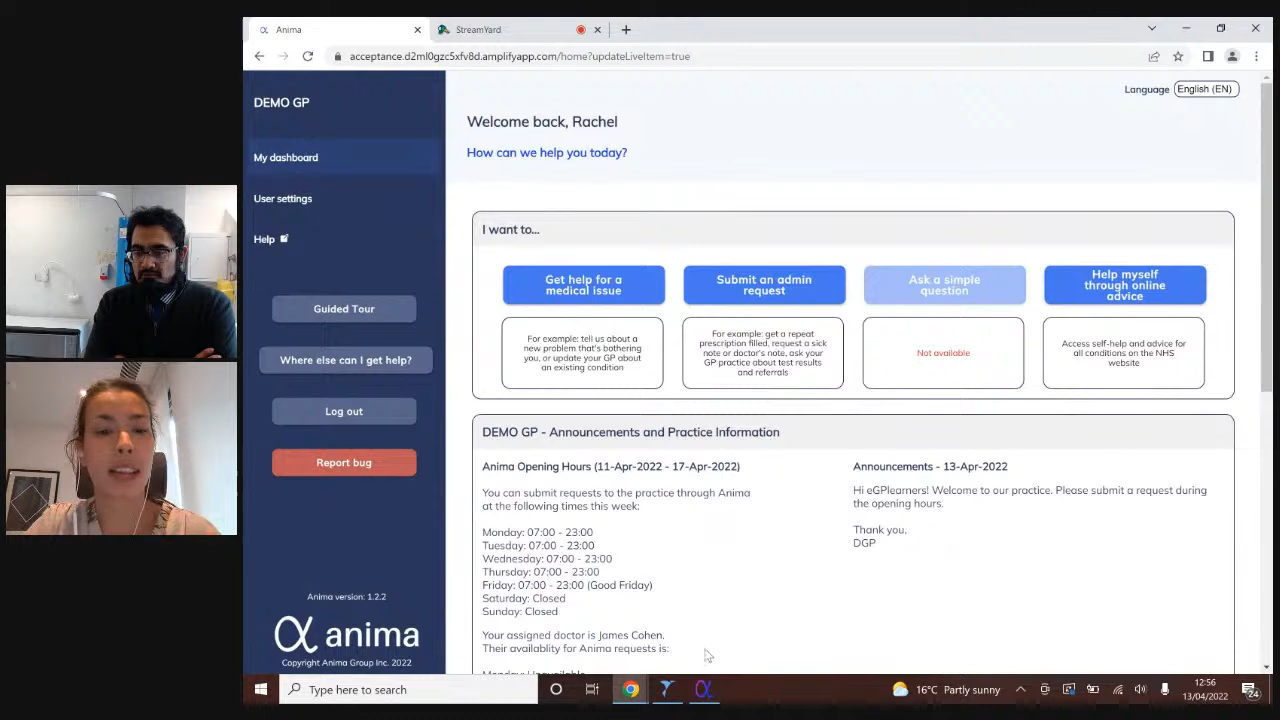 Anima
StreamYard
acceptance.d2ml0gzc5xfv8d.amplifyapp.com/home?updateLiveItem=true
DEMO GP
My dashboard
User settings
Help
Guided Tour
Where else can I get help?
Log out
Report bug
Anima version: 1.2.2
anima
Copyright Anima Group Inc. 2022
Language
English (EN)
Welcome back, Rachel
How can we help you today?
I want to...
Get help for a
medical issue
For example: tell us about a
new problem that's bothering
you, or update your GP about
an existing condition
Submit an admin
request
For example: get a repeat
prescription filled, request a sick
note or doctor's note, ask your
GP practice about test results
and referrals
Ask a simple
question
Not available
Help myself
through online
advice
Access self-help and advice for
all conditions on the NHS
website
DEMO GP - Announcements and Practice Information
Anima Opening Hours (11-Apr-2022 - 17-Apr-2022)
You can submit requests to the practice through Anima
at the following times this week:
Monday: 07:00 - 23:00
Tuesday: 07:00 - 23:00
Wednesday: 07:00 - 23:00
Thursday: 07:00 - 23:00
Friday: 07:00 - 23:00 (Good Friday)
Saturday: Closed
Sunday: Closed
Your assigned doctor is James Cohen.
Their availablity for Anima requests is:
Monday: Unavailable
Announcements - 13-Apr-2022
Hi eGPlearners! Welcome to our practice. Please submit a request during
the opening hours.
Thank you,
DGP
Type here to search
16°C Partly sunny
12:56
13/04/2022
24